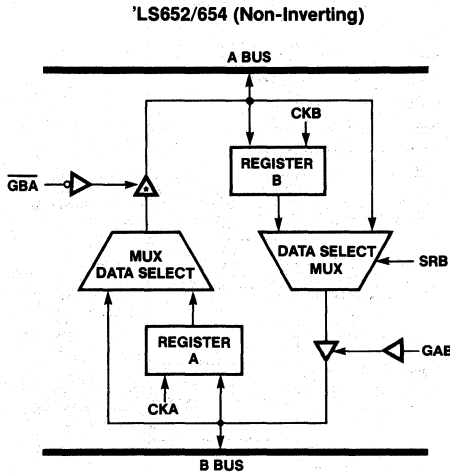 'LS652/654 (Non-Inverting)
A BUS
CKB
REGISTER
B
GBA
*
MUX
DATA SELECT
DATA SELECT
MUX
SRB
REGISTER
A
GAB
CKA
B BUS